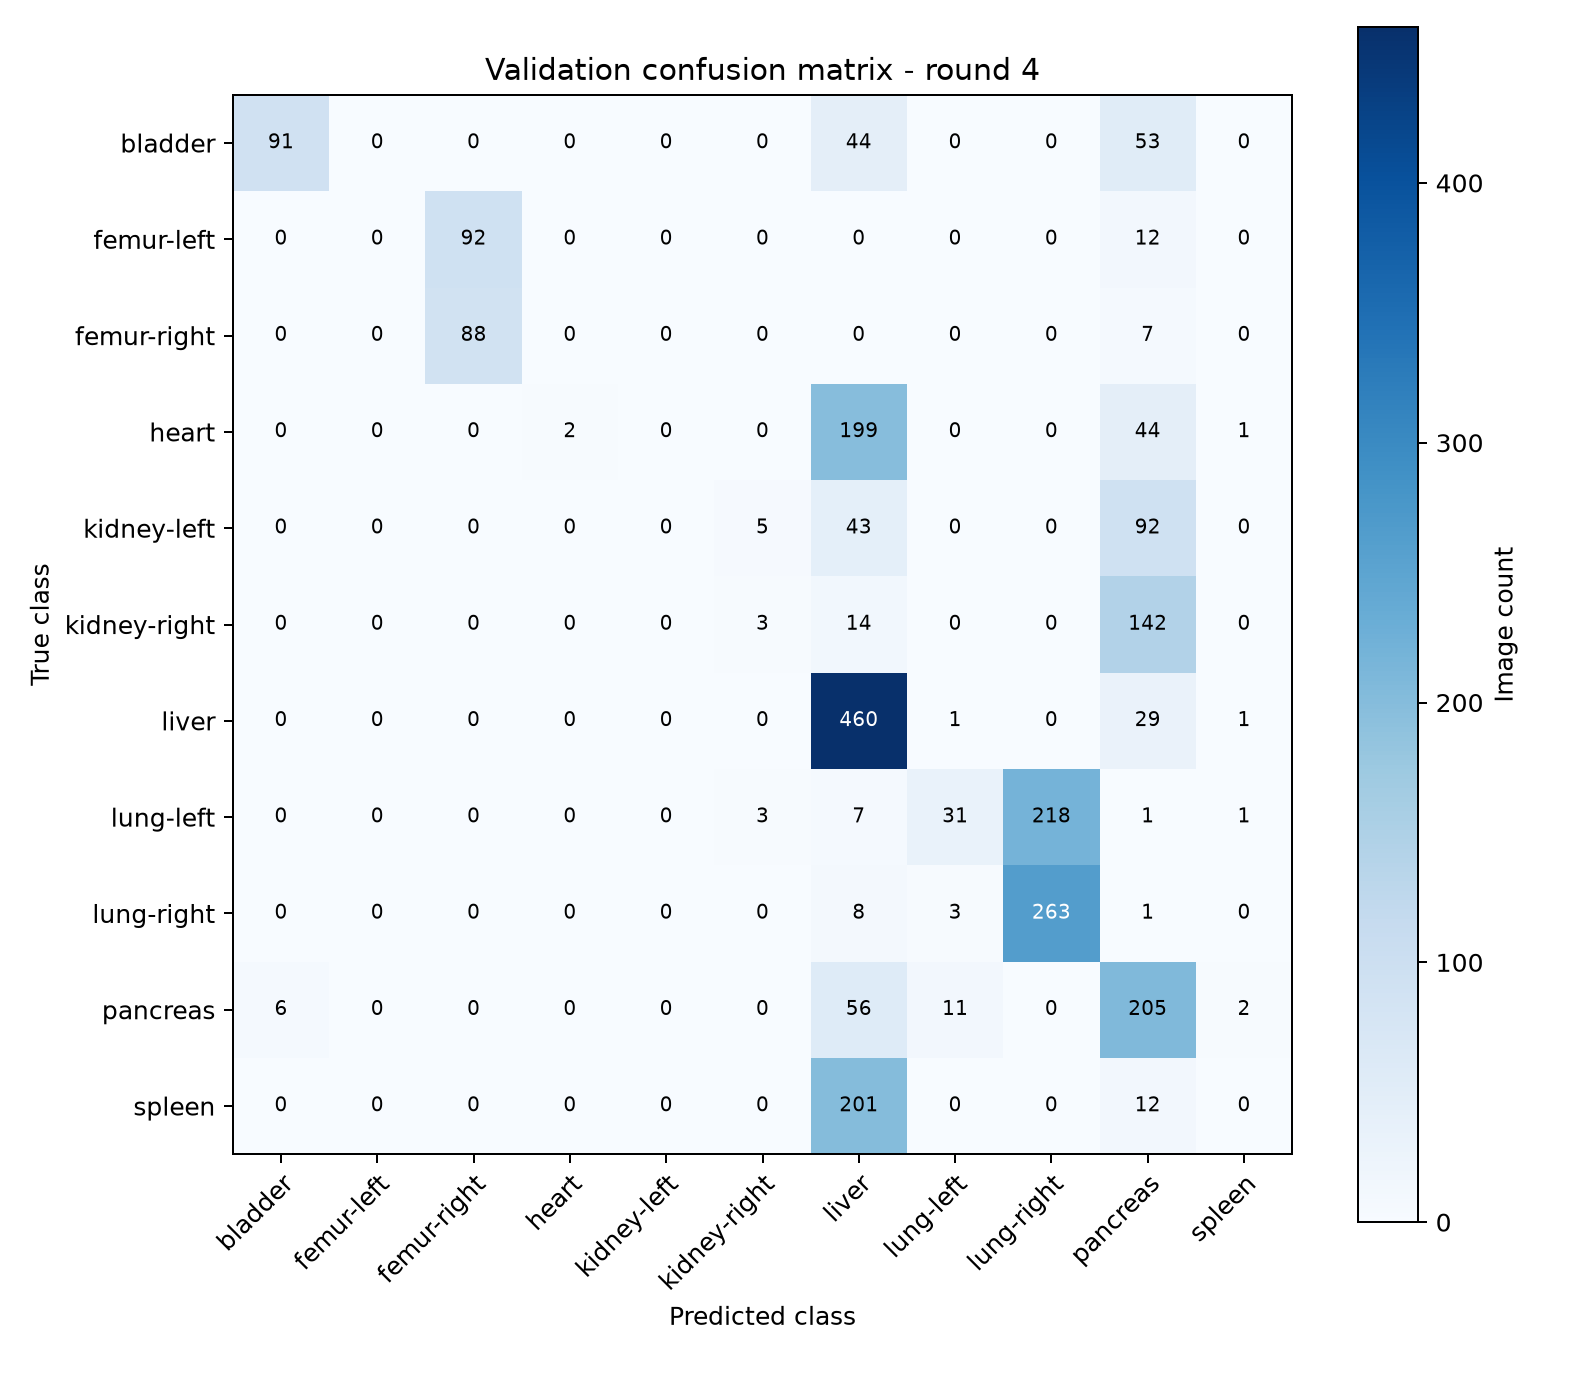 Validation confusion matrix - round 4
bladder 91 0 0 0 0 0 44 0 0 53 0
femur-left 0 0 92 0 0 0 0 0 0 12 0
femur-right 0 0 88 0 0 0 0 0 0 7 0
heart 0 0 0 2 0 0 199 0 0 44 1
kidney-left 0 0 0 0 0 5 43 0 0 92 0
kidney-right 0 0 0 0 0 3 14 0 0 142 0
liver 0 0 0 0 0 0 460 1 0 29 1
lung-left 0 0 0 0 0 3 7 31 218 1 1
lung-right 0 0 0 0 0 0 8 3 263 1 0
pancreas 6 0 0 0 0 0 56 11 0 205 2
spleen 0 0 0 0 0 0 201 0 0 12 0
bladder femur-left femur-right heart kidney-left kidney-right liver lung-left lung-right pancreas spleen
Predicted class
True class
400
300
200
100
0
Image count